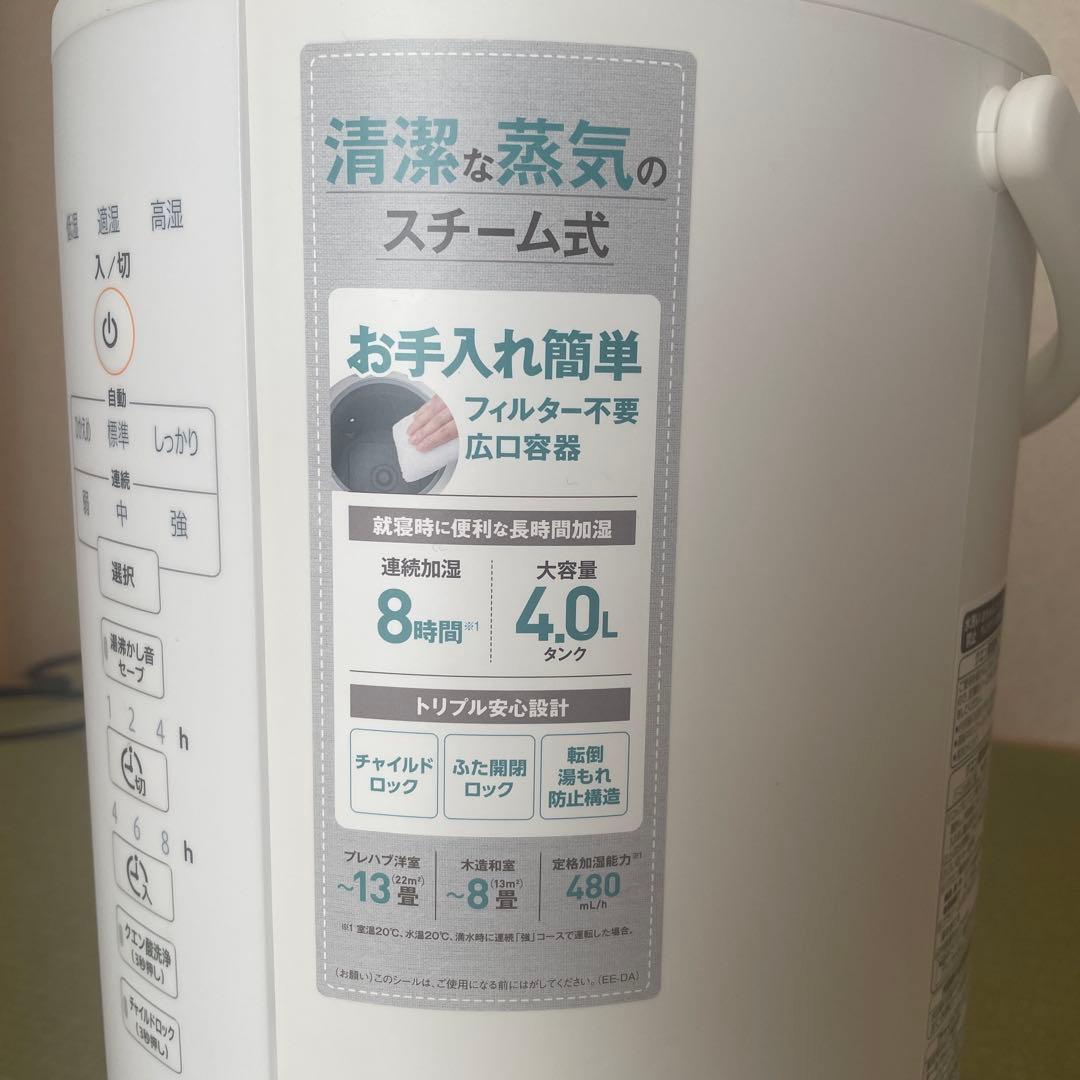 低湿 適湿 高湿
入/切
自動
ひかえめ 標準 しっかり
連続
弱 中 強
選択
湯沸かし音
セーブ
1 2 4 h
切
4 6 8 h
入
クエン酸洗浄
(3秒押し)
チャイルドロック
(3秒押し)
清潔な蒸気の
スチーム式
お手入れ簡単
フィルター不要
広口容器
就寝時に便利な長時間加湿
連続加湿
8時間※1
大容量
4.0L
タンク
トリプル安心設計
チャイルド
ロック
ふた開閉
ロック
転倒
湯もれ
防止構造
プレハブ洋室
~13畳(22m²)
木造和室
~8畳(13m²)
定格加湿能力※1
480
mL/h
※1 室温20℃、水温20℃、満水時に連続「強」コースで運転した場合。
(お願い)このシールは、ご使用になる前にはがしてください。(EE-DA)